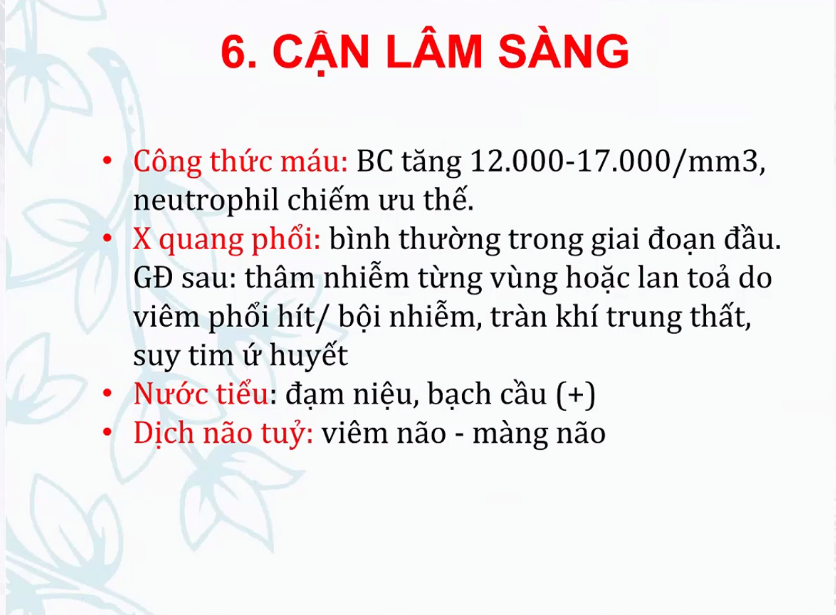 6. CẬN LÂM SÀNG
• Công thức máu: BC tăng 12.000-17.000/mm3,
neutrophil chiếm ưu thế.
• X quang phổi: bình thường trong giai đoạn đầu.
GĐ sau: thâm nhiễm từng vùng hoặc lan toả do
viêm phổi hít/ bội nhiễm, tràn khí trung thất,
suy tim ứ huyết
• Nước tiểu: đạm niệu, bạch cầu (+)
• Dịch não tuỷ: viêm não - màng não